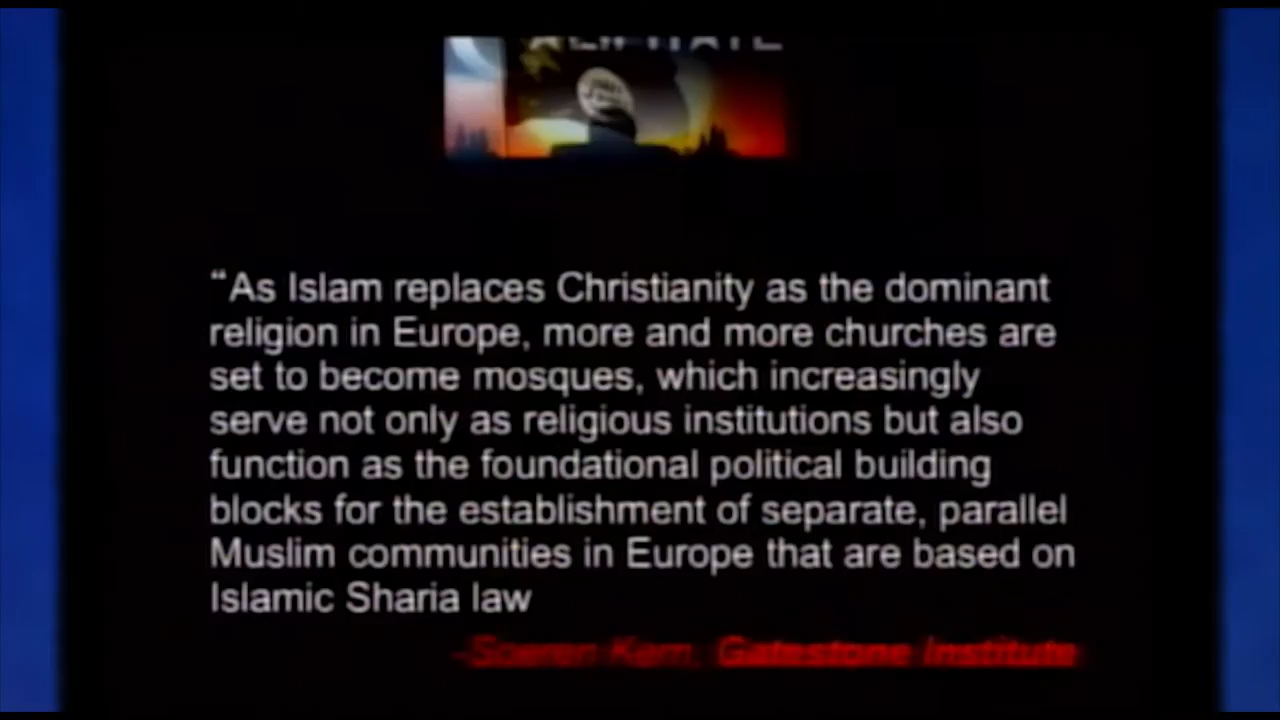 “As Islam replaces Christianity as the dominant
religion in Europe, more and more churches are
set to become mosques, which increasingly
serve not only as religious institutions but also
function as the foundational political building
blocks for the establishment of separate, parallel
Muslim communities in Europe that are based on
Islamic Sharia law
-Soeren Kern, Gatestone Institute